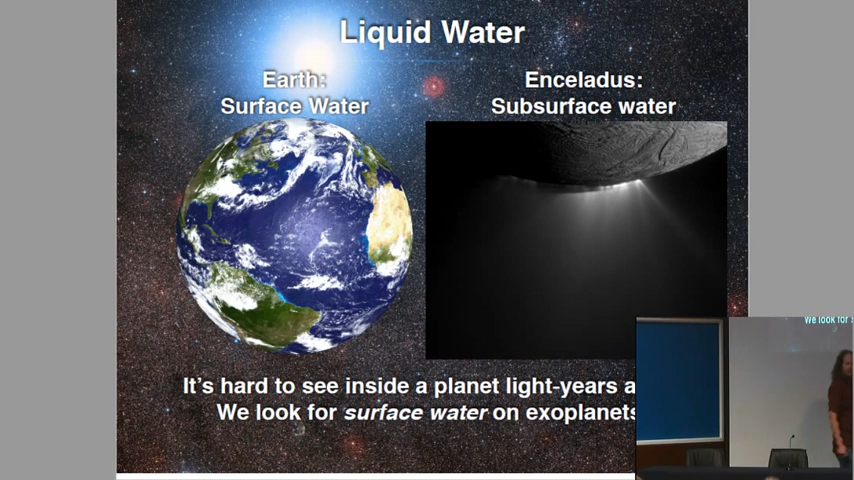 Liquid Water
Earth:
Surface Water
Enceladus:
Subsurface water
It's hard to see inside a planet light-years a
We look for surface water on exoplanets
We look for